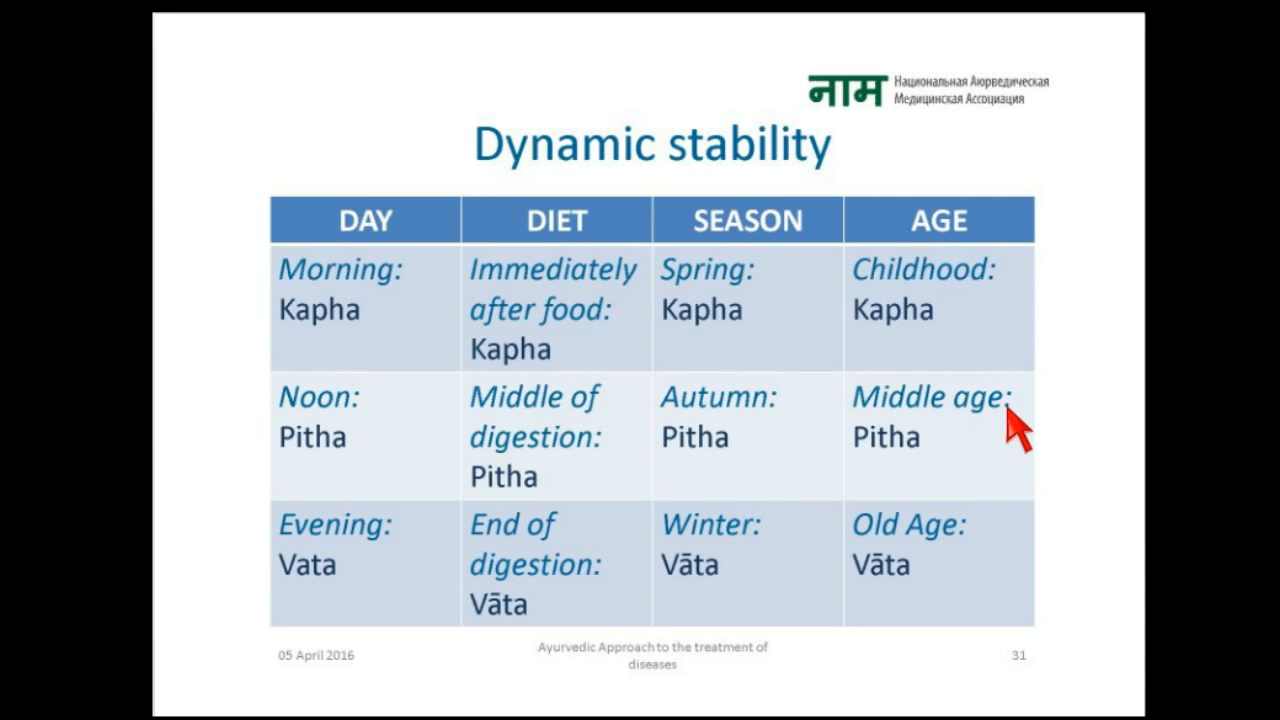 नाम
Национальная Аюрведическая
Медицинская Ассоциация
Dynamic stability
DAY
DIET
SEASON
AGE
Morning:
Kapha
Immediately
after food:
Kapha
Spring:
Kapha
Childhood:
Kapha
Noon:
Pitha
Middle of
digestion:
Pitha
Autumn:
Pitha
Middle age:
Pitha
Evening:
Vata
End of
digestion:
Vāta
Winter:
Vāta
Old Age:
Vāta
05 April 2016
Ayurvedic Approach to the treatment of
diseases
31